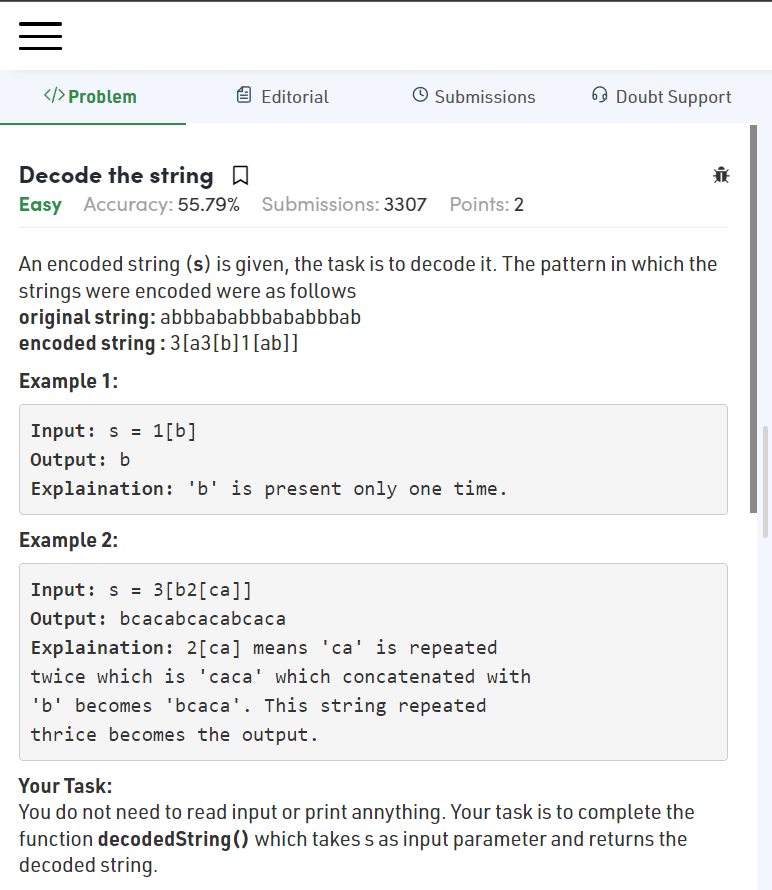 </> Problem
Editorial
Submissions
Doubt Support
Decode the string
Easy Accuracy: 55.79% Submissions: 3307 Points: 2
An encoded string (s) is given, the task is to decode it. The pattern in which the
strings were encoded were as follows
original string: abbbababbbababbbab
encoded string : 3[a3[b]1[ab]]
Example 1:
Input: s = 1[b]
Output: b
Explaination: 'b' is present only one time.
Example 2:
Input: s = 3[b2[ca]]
Output: bcacabcacabcaca
Explaination: 2[ca] means 'ca' is repeated
twice which is 'caca' which concatenated with
'b' becomes 'bcaca'. This string repeated
thrice becomes the output.
Your Task:
You do not need to read input or print annything. Your task is to complete the
function decodedString() which takes s as input parameter and returns the
decoded string.